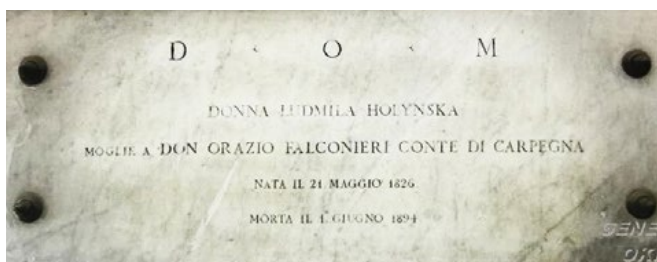 D · O · M
DONNA LUDMILA HOLYNSKA
MOGLIE A DON ORAZIO FALCONIERI CONTE DI CARPEGNA
NATA IL 21 MAGGIO 1826
MORTA IL 1. GIUGNO 1894